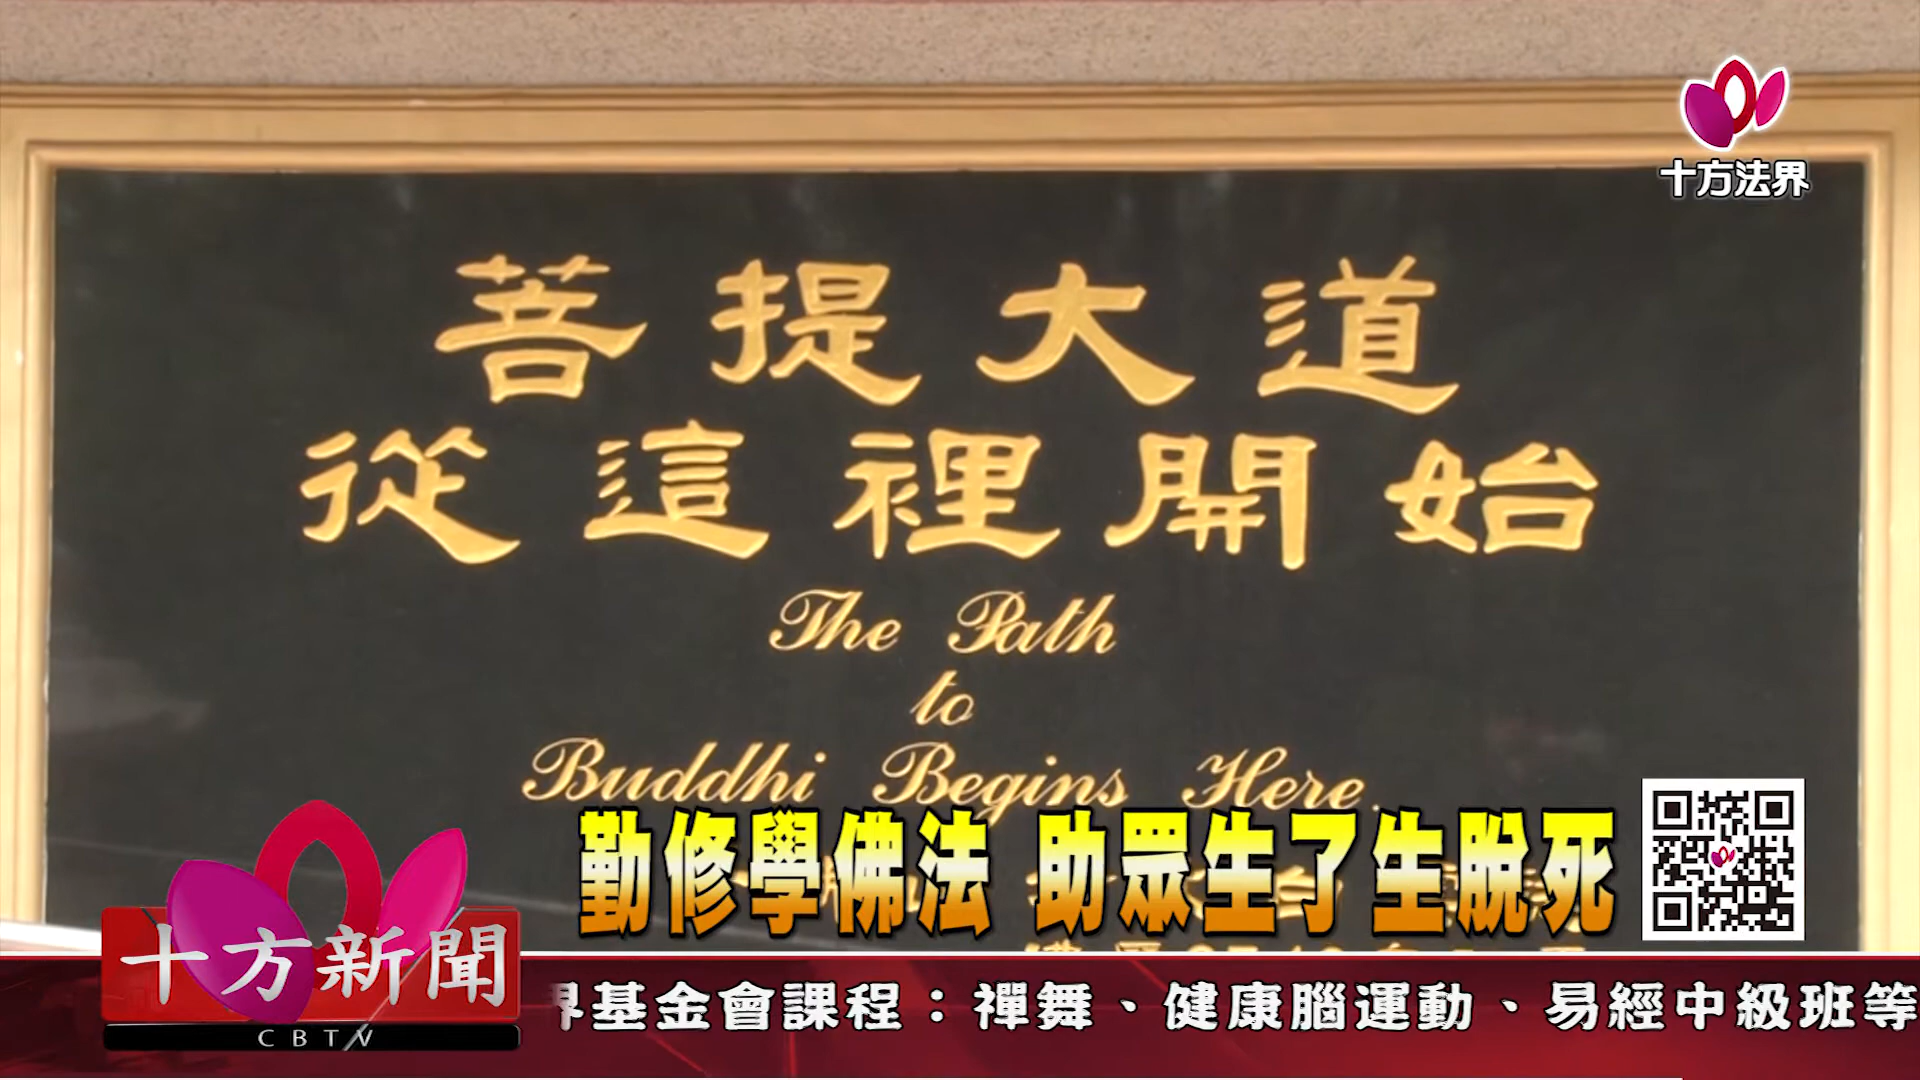 十方法界
菩提大道
從這裡開始
The Path
to
Buddhi Begins Here.
勤修學佛法 助眾生了生脫死
十方新聞
CBTV
界基金會課程：禪舞、健康腦運動、易經中級班等